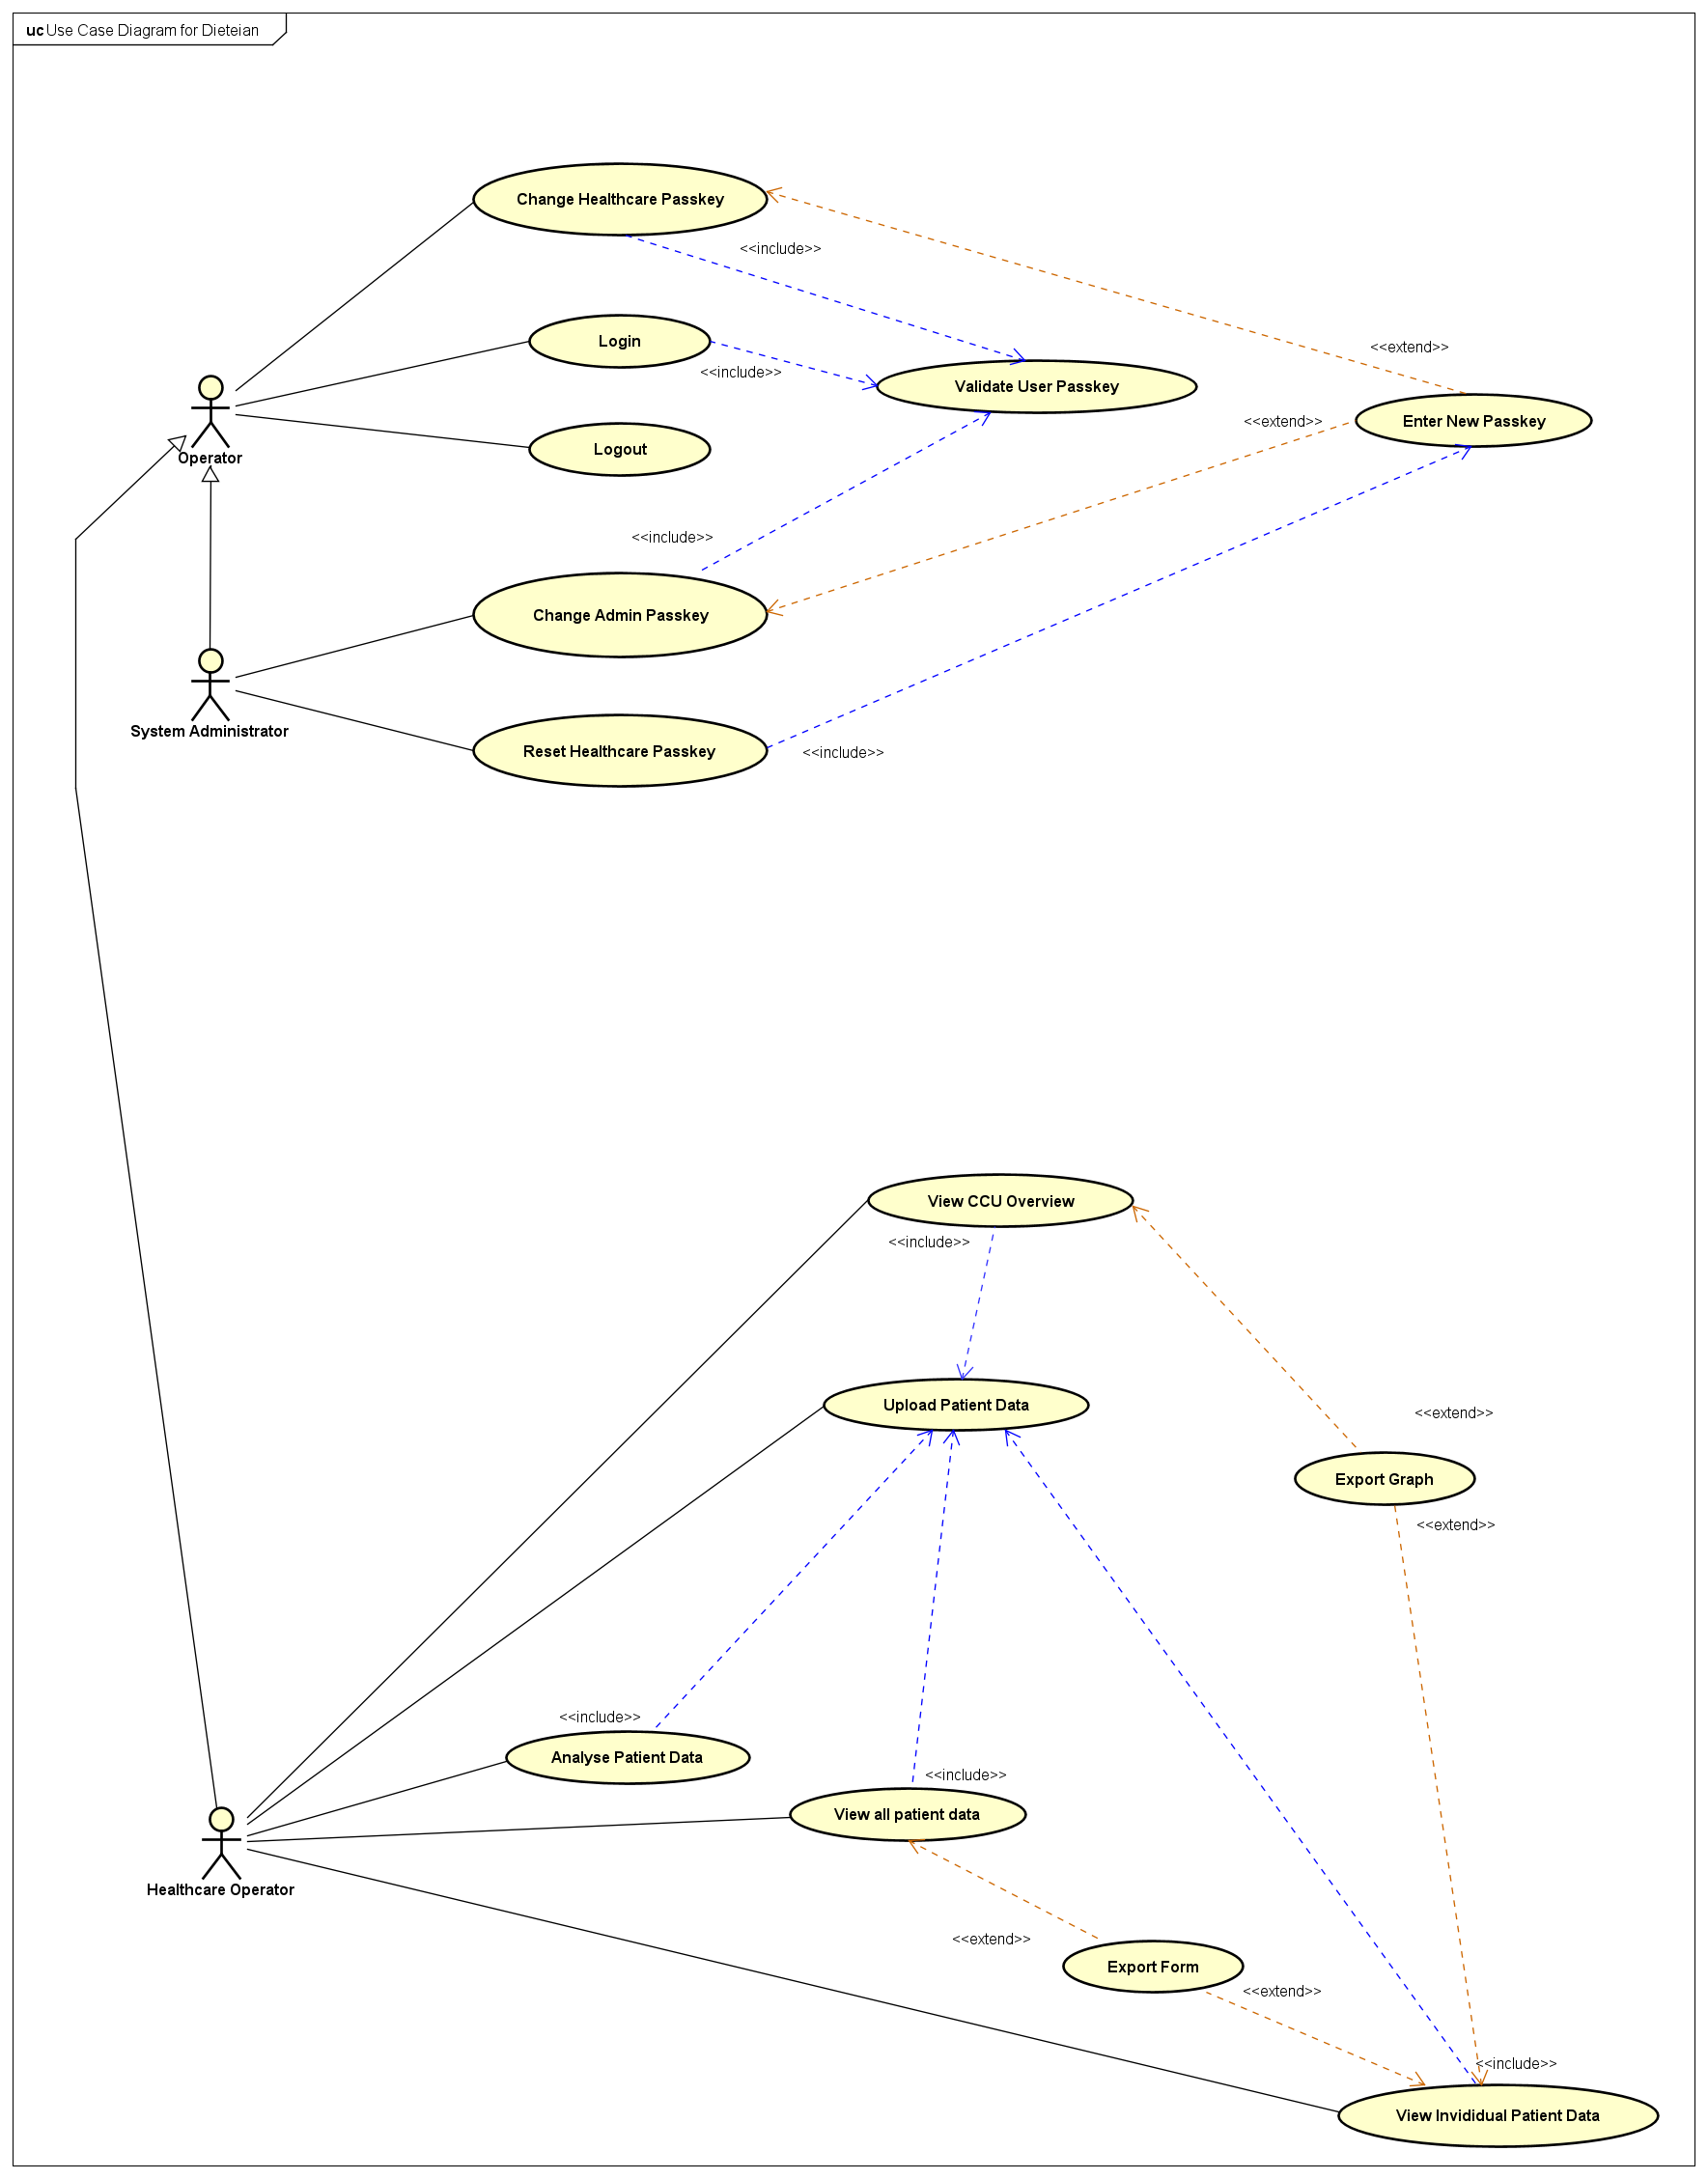 uc Use Case Diagram for Dieteian
Change Healthcare Passkey
<<include>>
Login
<<extend>>
<<include>>
Validate User Passkey
Enter New Passkey
<<extend>>
Logout
Operator
<<include>>
Change Admin Passkey
System Administrator
Reset Healthcare Passkey
<<include>>
View CCU Overview
<<include>>
Upload Patient Data
<<extend>>
Export Graph
<<extend>>
<<include>>
Analyse Patient Data
<<include>>
View all patient data
Healthcare Operator
<<extend>>
Export Form
<<extend>>
<<include>>
View Invididual Patient Data